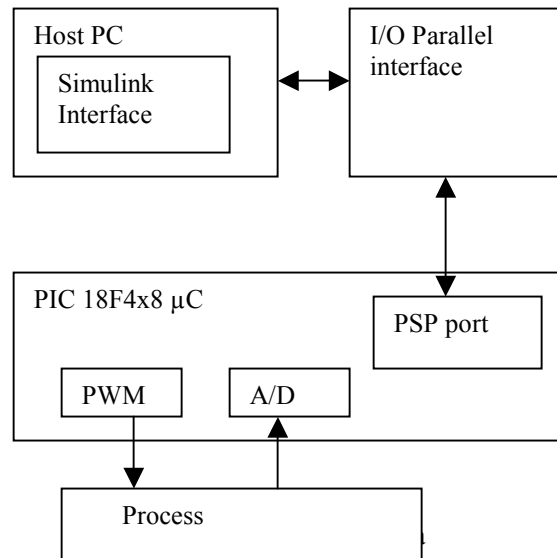 Host PC
Simulink
Interface
I/O Parallel
interface
PIC 18F4x8 µC
PSP port
PWM
A/D
Process